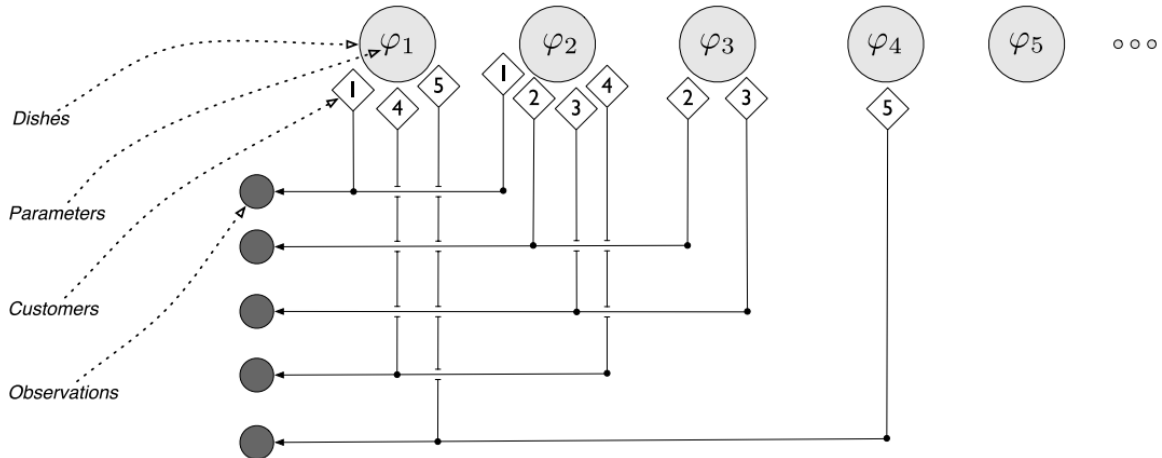 φ1 φ2 φ3 φ4 φ5 ○○○
1 4 5 1 2 3 4 2 3 5
Dishes
Parameters
Customers
Observations